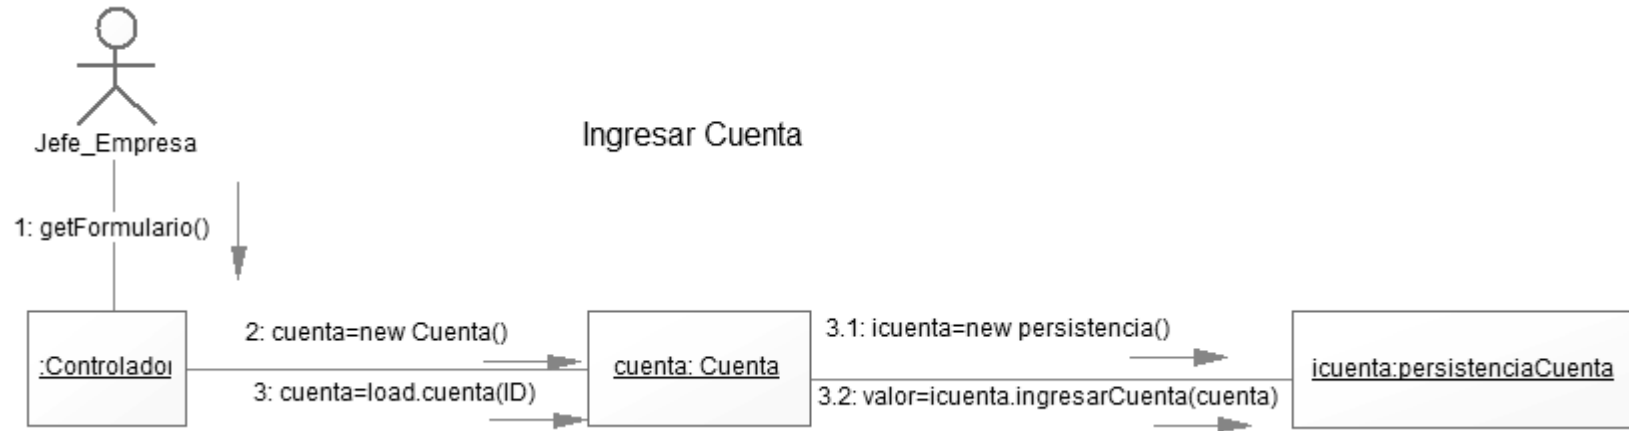 Jefe_Empresa
Ingresar Cuenta
1: getFormulario()
2: cuenta=new Cuenta()
3.1: icuenta=new persistencia()
:Controlador
cuenta: Cuenta
icuenta:persistenciaCuenta
3: cuenta=load.cuenta(ID)
3.2: valor=icuenta.ingresarCuenta(cuenta)